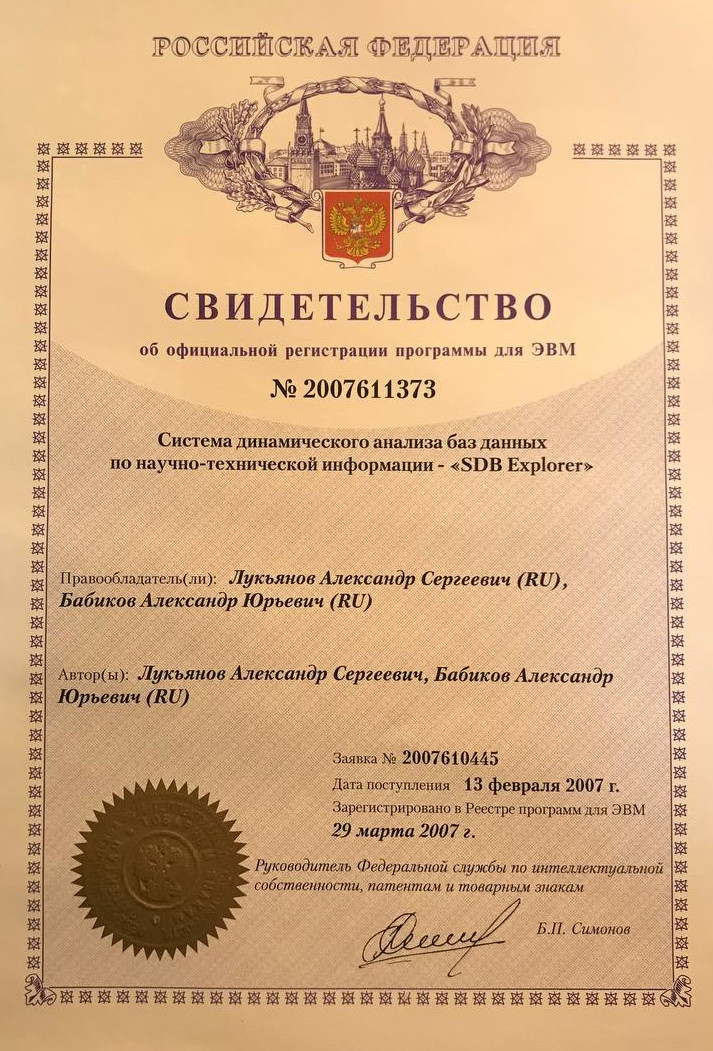 РОССИЙСКАЯ ФЕДЕРАЦИЯ
СВИДЕТЕЛЬСТВО
об официальной регистрации программы для ЭВМ
№ 2007611373
Система динамического анализа баз данных
по научно-технической информации - «SDB Explorer»
Правообладатель(ли): Лукьянов Александр Сергеевич (RU),
Бабиков Александр Юрьевич (RU)
Автор(ы): Лукьянов Александр Сергеевич, Бабиков Александр
Юрьевич (RU)
Заявка № 2007610445
Дата поступления 13 февраля 2007 г.
Зарегистрировано в Реестре программ для ЭВМ
29 марта 2007 г.
Руководитель Федеральной службы по интеллектуальной
собственности, патентам и товарным знакам
Б.П. Симонов